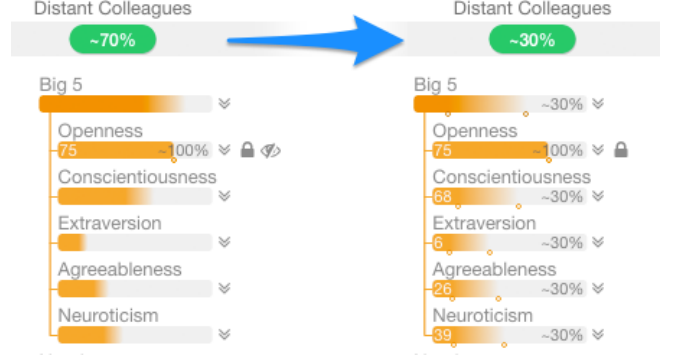 Distant Colleagues
~70%
Big 5
Openness
75 ~100%
Conscientiousness
Extraversion
Agreeableness
Neuroticism
Distant Colleagues
~30%
Big 5
~30%
Openness
75 ~100%
Conscientiousness
68 ~30%
Extraversion
6 ~30%
Agreeableness
26 ~30%
Neuroticism
39 ~30%